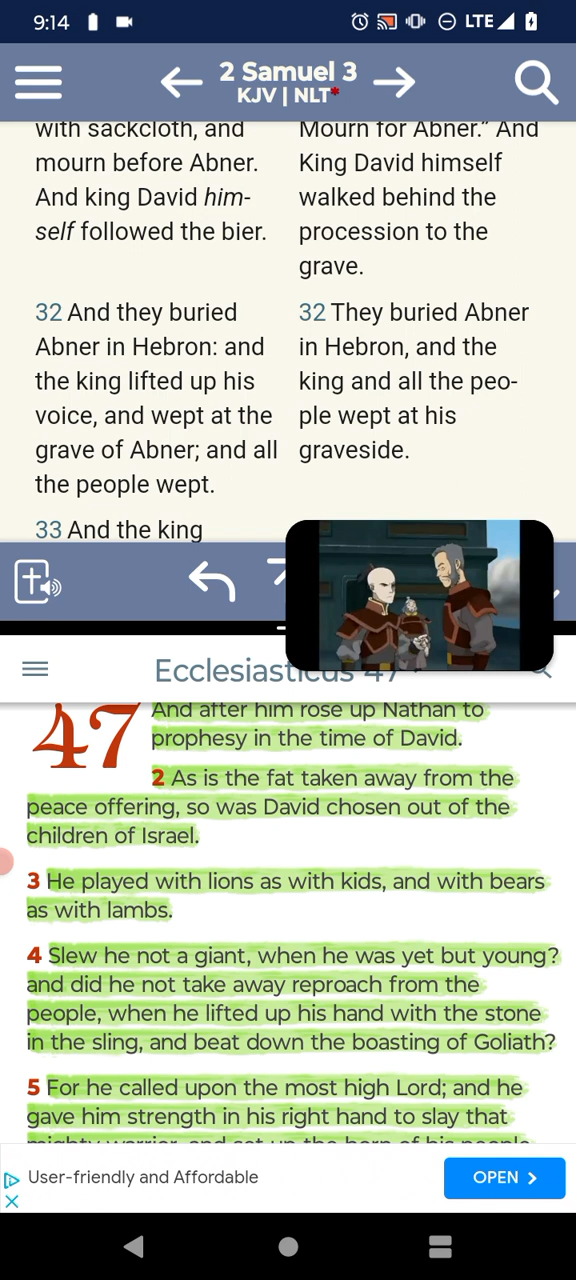 9:14
LTE
2 Samuel 3
KJV | NLT*
with sackcloth, and
mourn before Abner.
And king David him-
self followed the bier.
Mourn for Abner." And
King David himself
walked behind the
procession to the
grave.
32 And they buried
Abner in Hebron: and
the king lifted up his
voice, and wept at the
grave of Abner; and all
the people wept.
33 And the king
32 They buried Abner
in Hebron, and the
king and all the peo-
ple wept at his
graveside.
Ecclesiasticus 47
47
And after him rose up Nathan to
prophesy in the time of David.
2 As is the fat taken away from the
peace offering, so was David chosen out of the
children of Israel.
3 He played with lions as with kids, and with bears
as with lambs.
4 Slew he not a giant, when he was yet but young?
and did he not take away reproach from the
people, when he lifted up his hand with the stone
in the sling, and beat down the boasting of Goliath?
5 For he called upon the most high Lord; and he
gave him strength in his right hand to slay that
mighty warrior, and set up the horn of his people
User-friendly and Affordable
OPEN